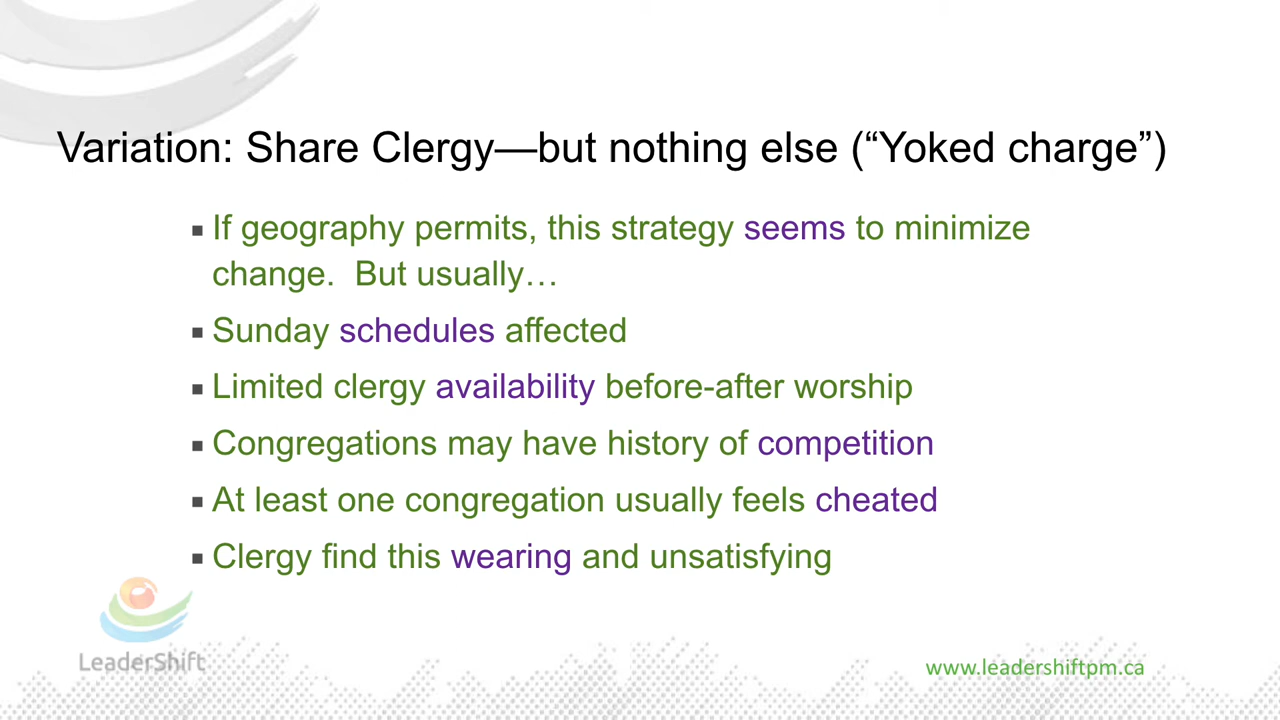 Variation: Share Clergy—but nothing else (“Yoked charge”)
▪ If geography permits, this strategy seems to minimize
change.  But usually…
▪ Sunday schedules affected
▪ Limited clergy availability before-after worship
▪ Congregations may have history of competition
▪ At least one congregation usually feels cheated
▪ Clergy find this wearing and unsatisfying
LeaderShift
www.leadershiftpm.ca